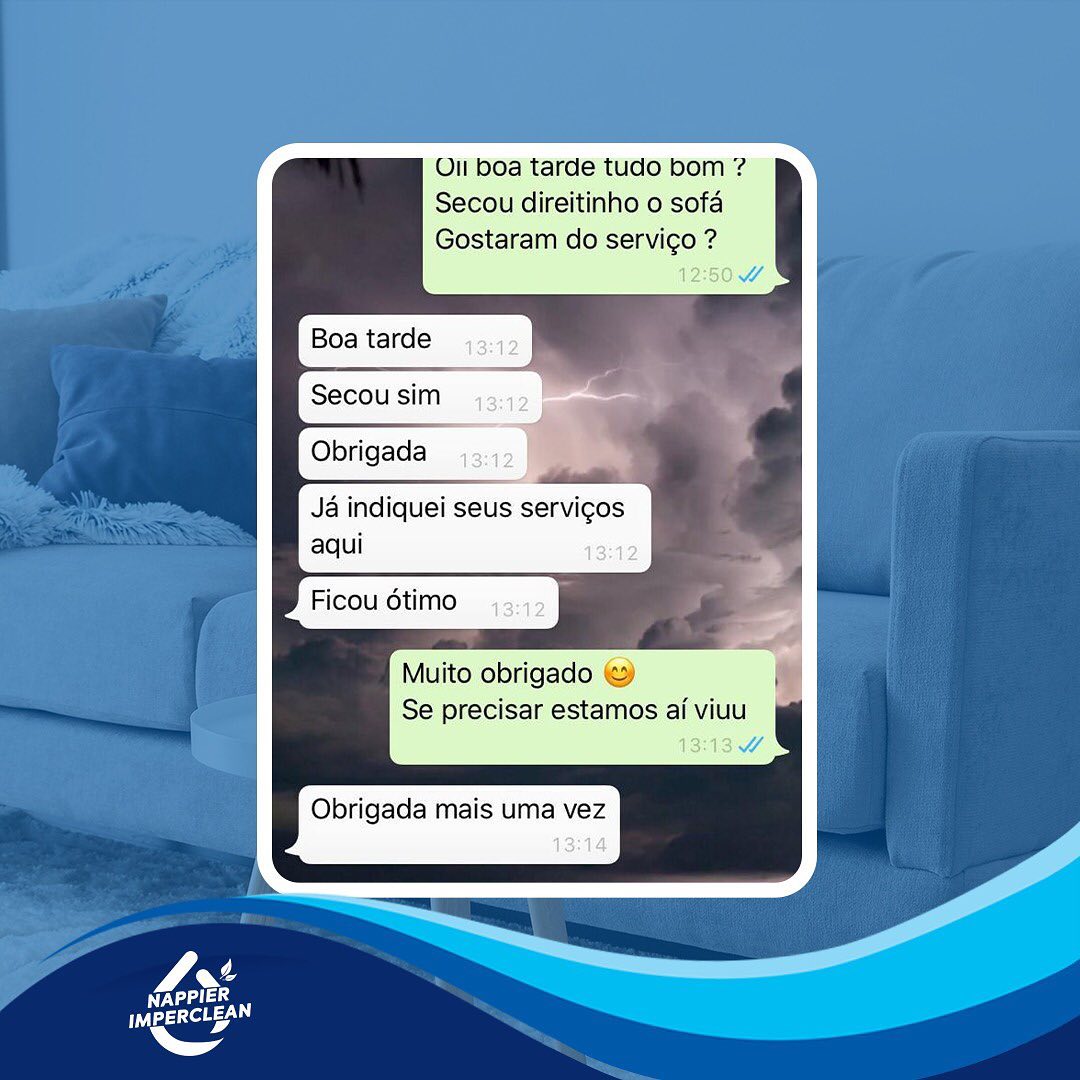 Oii boa tarde tudo bom ?
Secou direitinho o sofá
Gostaram do serviço ?
12:50
Boa tarde
13:12
Secou sim
13:12
Obrigada
13:12
Já indiquei seus serviços
aqui
13:12
Ficou ótimo
13:12
Muito obrigado 😊
Se precisar estamos aí viuu
13:13
Obrigada mais uma vez
13:14
NAPPIER
IMPERCLEAN